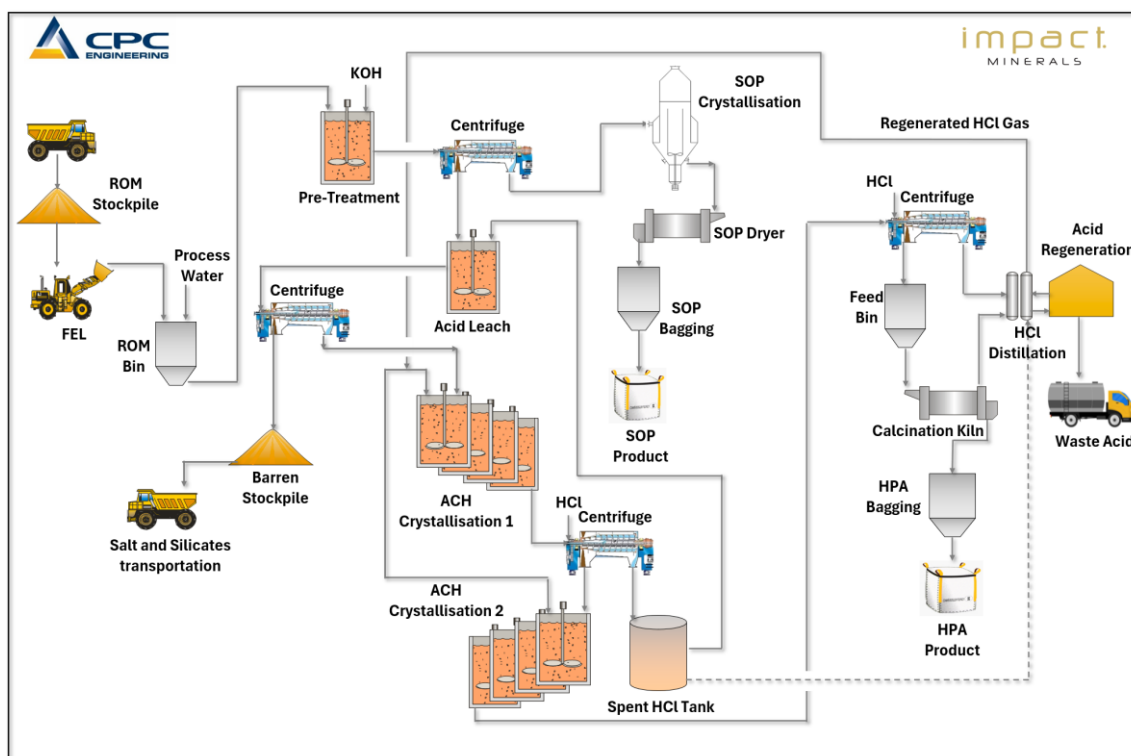 CPC
ENGINEERING
impact.
MINERALS
KOH
SOP
Crystallisation
Centrifuge
Regenerated HCl Gas
HCl
Centrifuge
Pre-Treatment
ROM
Stockpile
SOP Dryer
Acid
Regeneration
Process
Water
Centrifuge
Feed
Bin
SOP
Bagging
FEL
Acid Leach
ROM
Bin
HCl
Distillation
Calcination Kiln
Waste Acid
SOP
Product
Barren
Stockpile
HPA
Bagging
ACH
Crystallisation 1
HCl
Centrifuge
Salt and Silicates
transportation
ACH
Crystallisation 2
HPA
Product
Spent HCl Tank